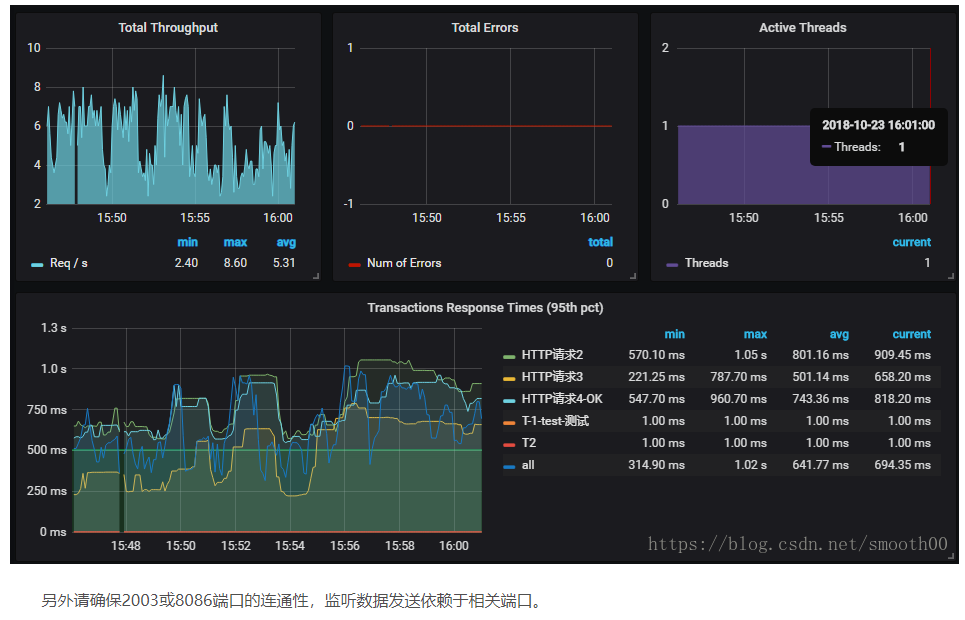 Total Throughput
10
8
6
4
2
15:50 15:55 16:00
min max avg
Req / s 2.40 8.60 5.31
Total Errors
1
0
-1
15:50 15:55 16:00
total
Num of Errors 0
Active Threads
2
1
0
2018-10-23 16:01:00
Threads: 1
15:50 15:55 16:00
current
Threads 1
Transactions Response Times (95th pct)
1.3 s
1.0 s
750 ms
500 ms
250 ms
0 ms
15:48 15:50 15:52 15:54 15:56 15:58 16:00
min max avg current
HTTP请求2 570.10 ms 1.05 s 801.16 ms 909.45 ms
HTTP请求3 221.25 ms 787.70 ms 501.14 ms 658.20 ms
HTTP请求4-OK 547.70 ms 960.70 ms 743.36 ms 818.20 ms
T-1-test-测试 1.00 ms 1.00 ms 1.00 ms 1.00 ms
T2 1.00 ms 1.00 ms 1.00 ms 1.00 ms
all 314.90 ms 1.02 s 641.77 ms 694.35 ms
https://blog.csdn.net/smooth00
另外请确保2003或8086端口的连通性，监听数据发送依赖于相关端口。